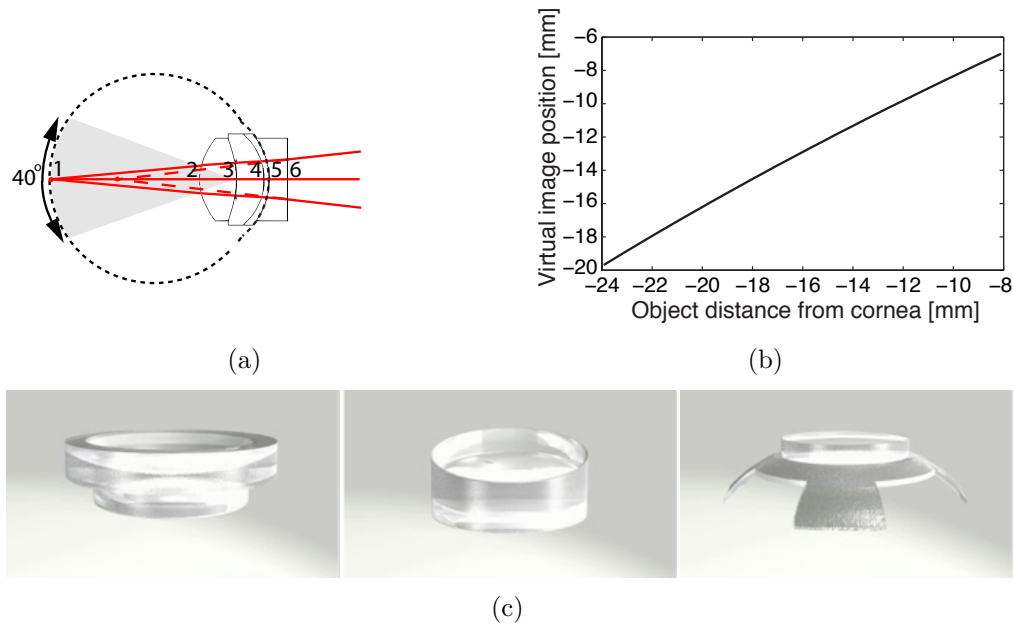 40°
1 2 3 4 5 6
(a)
Virtual image position [mm]
−6
−8
−10
−12
−14
−16
−18
−20
−24 −22 −20 −18 −16 −14 −12 −10 −8
Object distance from cornea [mm]
(b)
(c)